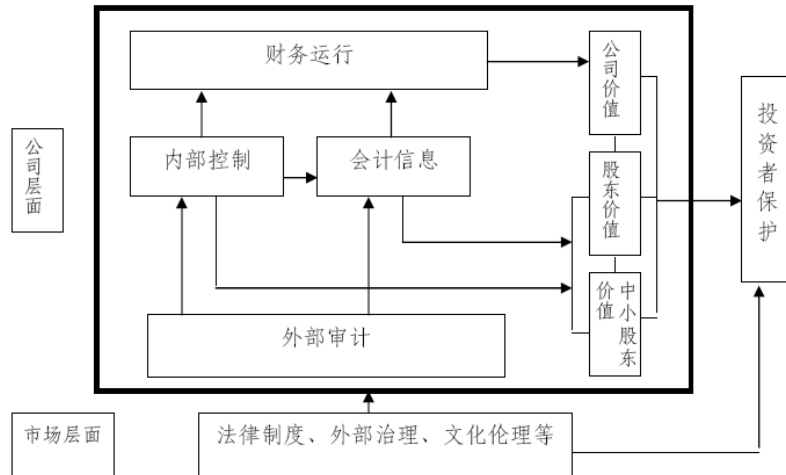 财务运行
公司价值
投资者保护
公司层面
内部控制
会计信息
股东价值
中小股东
价值
外部审计
市场层面
法律制度、外部治理、文化伦理等